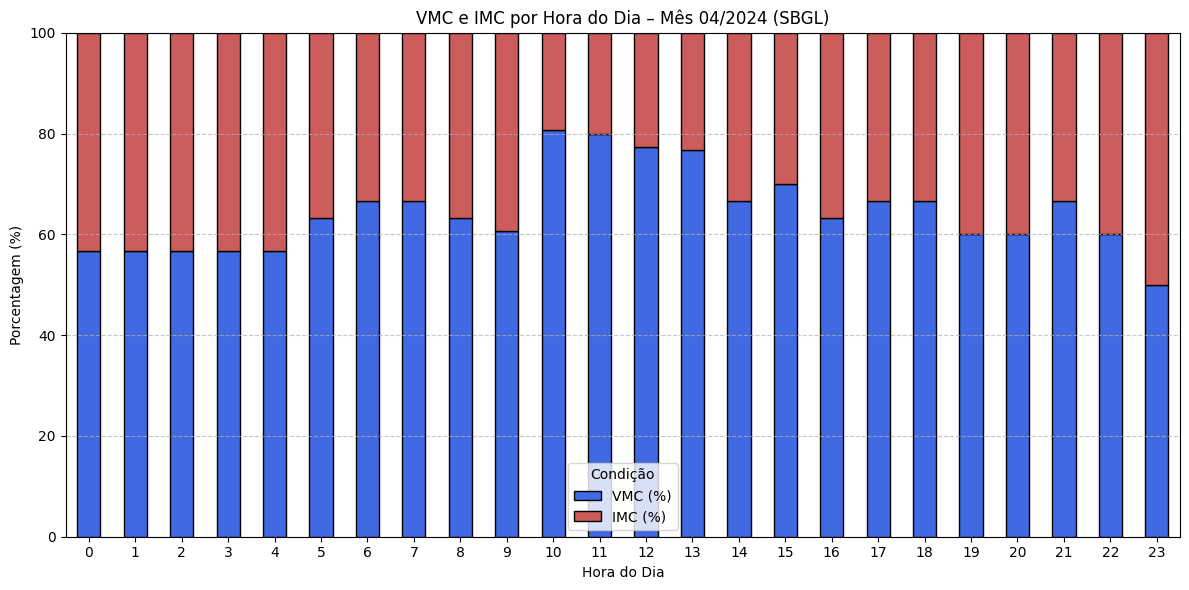 VMC e IMC por Hora do Dia – Mês 04/2024 (SBGL)
Porcentagem (%)
100
80
60
40
20
0
Condição
VMC (%)
IMC (%)
0 1 2 3 4 5 6 7 8 9 10 11 12 13 14 15 16 17 18 19 20 21 22 23
Hora do Dia